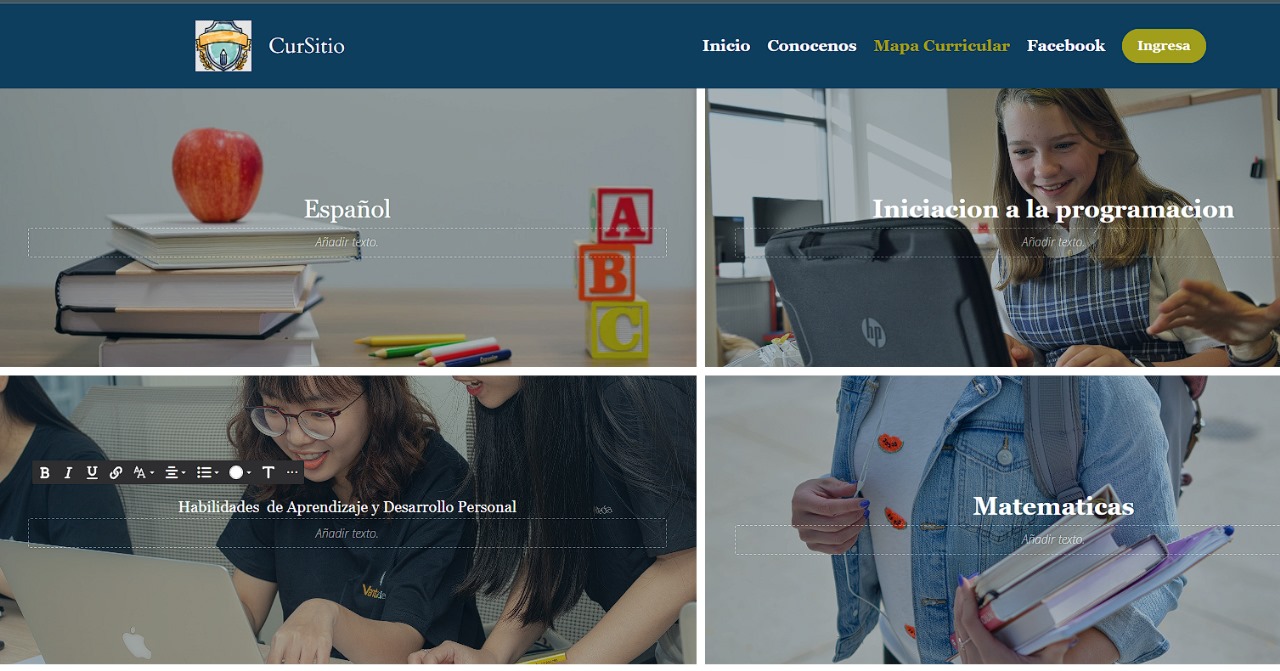 CurSitio
Inicio Conocenos Mapa Curricular Facebook Ingresa
Español
Añadir texto.
A
B
C
Iniciacion a la programacion
Añadir texto.
hp
B I U
Habilidades de Aprendizaje y Desarrollo Personal
Añadir texto.
Matematicas
Añadir texto.